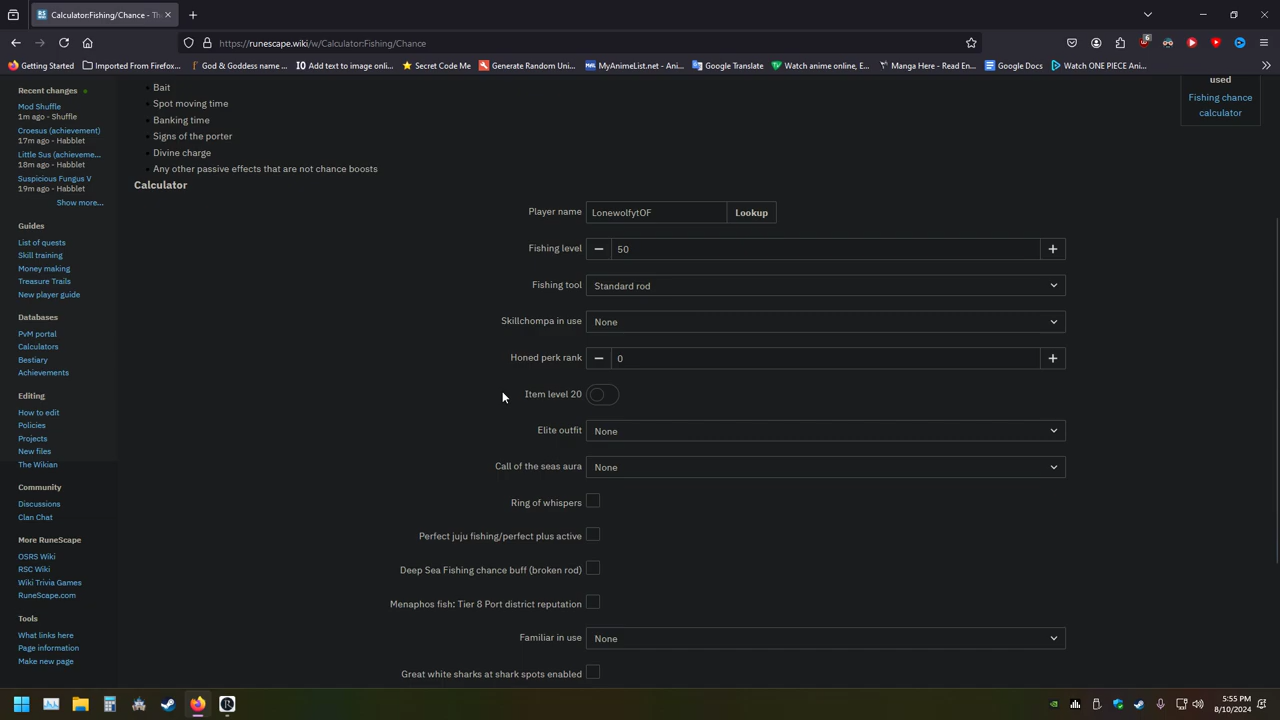 Calculator:Fishing/Chance - Th
https://runescape.wiki/w/Calculator:Fishing/Chance
Getting Started
Imported From Firefox...
God & Goddess name ...
Add text to image onl...
Secret Code Me
Generate Random Uni...
MyAnimeList.net - Ani...
Google Translate
Watch anime online, E...
Manga Here - Read En...
Google Docs
Watch ONE PIECE Ani...
Recent changes
Mod Shuffle
1m ago - Shuffle
Croesus (achievement)
17m ago - Habblet
Little Sus (achieveme...
18m ago - Habblet
Suspicious Fungus V
19m ago - Habblet
Show more...
Guides
List of quests
Skill training
Money making
Treasure Trails
New player guide
Databases
PvM portal
Calculators
Bestiary
Achievements
Editing
How to edit
Policies
Projects
New files
The Wikian
Community
Discussions
Clan Chat
More RuneScape
OSRS Wiki
RSC Wiki
Wiki Trivia Games
RuneScape.com
Tools
What links here
Page information
Make new page
Bait
Spot moving time
Banking time
Signs of the porter
Divine charge
Any other passive effects that are not chance boosts
used
Fishing chance
calculator
Calculator
Player name LonewolfytOF Lookup
Fishing level 50
Fishing tool Standard rod
Skillchompa in use None
Honed perk rank 0
Item level 20
Elite outfit None
Call of the seas aura None
Ring of whispers
Perfect juju fishing/perfect plus active
Deep Sea Fishing chance buff (broken rod)
Menaphos fish: Tier 8 Port district reputation
Familiar in use None
Great white sharks at shark spots enabled
5:55 PM
8/10/2024